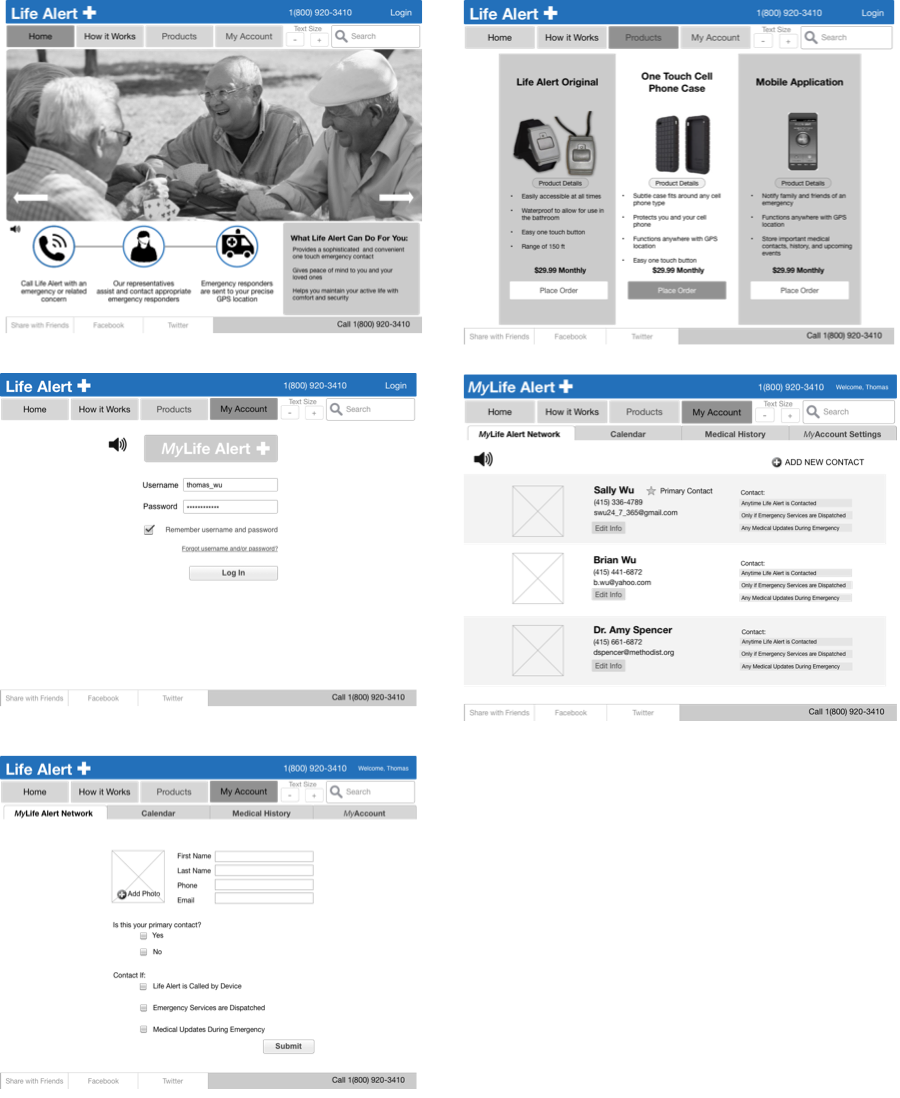 Life Alert
1(800) 920-3410
Login
Home
How it Works
Products
My Account
Text Size
- +
Search
Call Life Alert with an
emergency or related
concern
Our representatives
assist and contact appropriate
emergency responders
Emergency responders
are sent to your precise
GPS location
What Life Alert Can Do For You:
Provides a sophisticated and convenient
one touch emergency contact
Gives peace of mind to you and your
loved ones
Helps you maintain your active life with
comfort and security
Share with Friends
Facebook
Twitter
Call 1(800) 920-3410
Life Alert
1(800) 920-3410
Login
Home
How it Works
Products
My Account
Text Size
- +
Search
Life Alert Original
Product Details
• Easily accessible at all times
• Waterproof to allow for use in
the bathroom
• Easy one touch button
• Range of 150 ft
$29.99 Monthly
Place Order
One Touch Cell
Phone Case
Product Details
• Subtle case fits around any cell
phone type
• Protects you and your cell
phone
• Functions anywhere with GPS
location
• Easy one touch button
$29.99 Monthly
Place Order
Mobile Application
Product Details
• Notify family and friends of an
emergency
• Functions anywhere with GPS
location
• Store important medical
contacts, history, and upcoming
events
$29.99 Monthly
Place Order
Share with Friends
Facebook
Twitter
Call 1(800) 920-3410
Life Alert
1(800) 920-3410
Login
Home
How it Works
Products
My Account
Text Size
- +
Search
MyLife Alert
Username thomas_wu
Password ************
Remember username and password
Forgot username and/or password?
Log In
Share with Friends
Facebook
Twitter
Call 1(800) 920-3410
MyLife Alert
1(800) 920-3410
Welcome, Thomas
Home
How it Works
Products
My Account
Text Size
- +
Search
MyLife Alert Network
Calendar
Medical History
MyAccount Settings
ADD NEW CONTACT
Sally Wu
Primary Contact
(415) 336-4789
swu24_7_365@gmail.com
Edit Info
Contact:
Anytime Life Alert is Contacted
Only if Emergency Services are Dispatched
Any Medical Updates During Emergency
Brian Wu
(415) 441-6872
b.wu@yahoo.com
Edit Info
Contact:
Anytime Life Alert is Contacted
Only if Emergency Services are Dispatched
Any Medical Updates During Emergency
Dr. Amy Spencer
(415) 661-6872
dspencer@methodist.org
Edit Info
Contact:
Anytime Life Alert is Contacted
Only if Emergency Services are Dispatched
Any Medical Updates During Emergency
Share with Friends
Facebook
Twitter
Call 1(800) 920-3410
Life Alert
1(800) 920-3410
Welcome, Thomas
Home
How it Works
Products
My Account
Text Size
- +
Search
MyLife Alert Network
Calendar
Medical History
MyAccount
Add Photo
First Name
Last Name
Phone
Email
Is this your primary contact?
Yes
No
Contact If:
Life Alert is Called by Device
Emergency Services are Dispatched
Medical Updates During Emergency
Submit
Share with Friends
Facebook
Twitter
Call 1(800) 920-3410